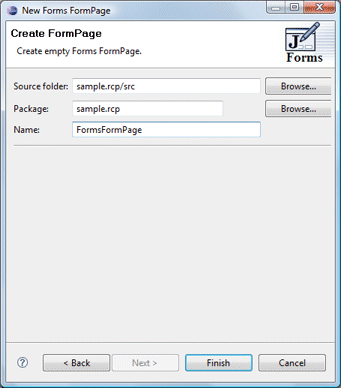 New Forms FormPage
Create FormPage
Create empty Forms FormPage.
J
Forms
Source folder: sample.rcp/src Browse...
Package: sample.rcp Browse...
Name: FormsFormPage
? < Back Next > Finish Cancel